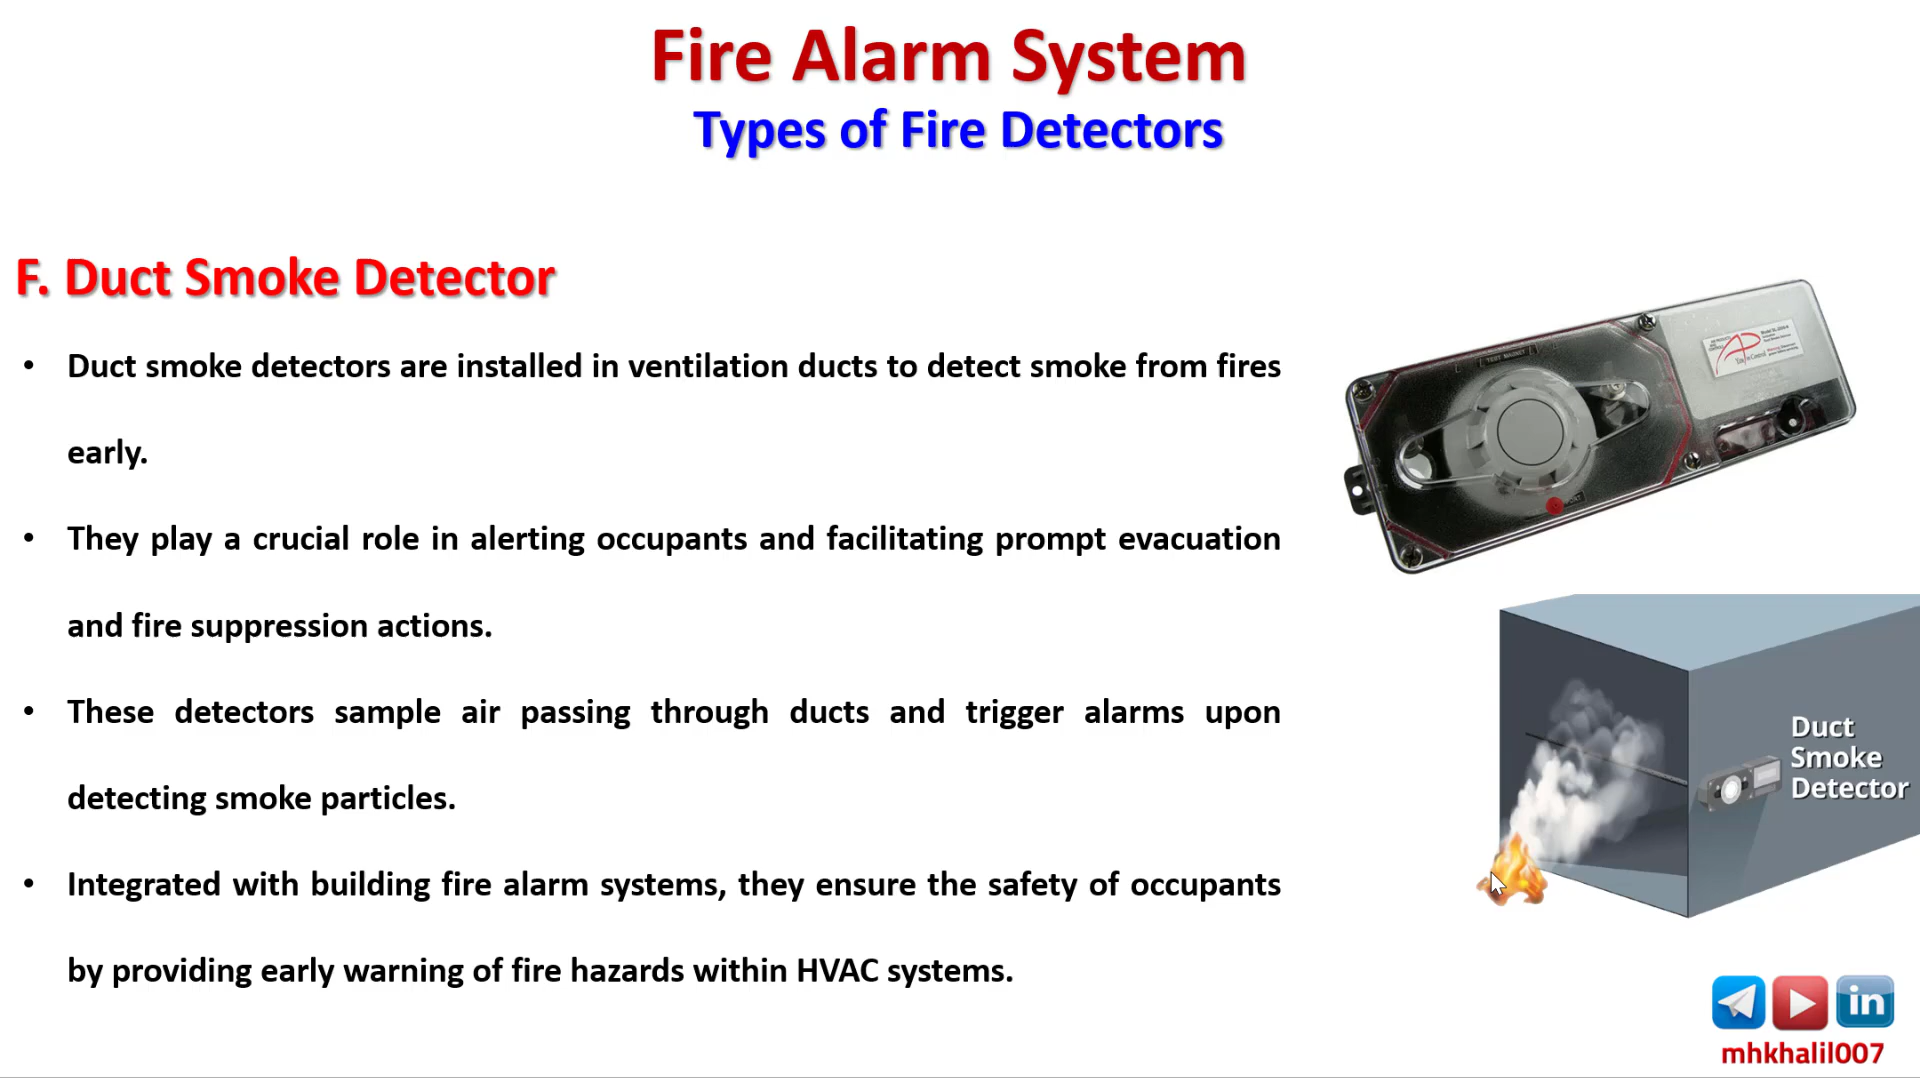 Fire Alarm System
Types of Fire Detectors
F. Duct Smoke Detector
• Duct smoke detectors are installed in ventilation ducts to detect smoke from fires
early.
• They play a crucial role in alerting occupants and facilitating prompt evacuation
and fire suppression actions.
• These detectors sample air passing through ducts and trigger alarms upon
detecting smoke particles.
• Integrated with building fire alarm systems, they ensure the safety of occupants
by providing early warning of fire hazards within HVAC systems.
TEST MAGNET
AP
Duct
Smoke
Detector
in
mhkhalil007